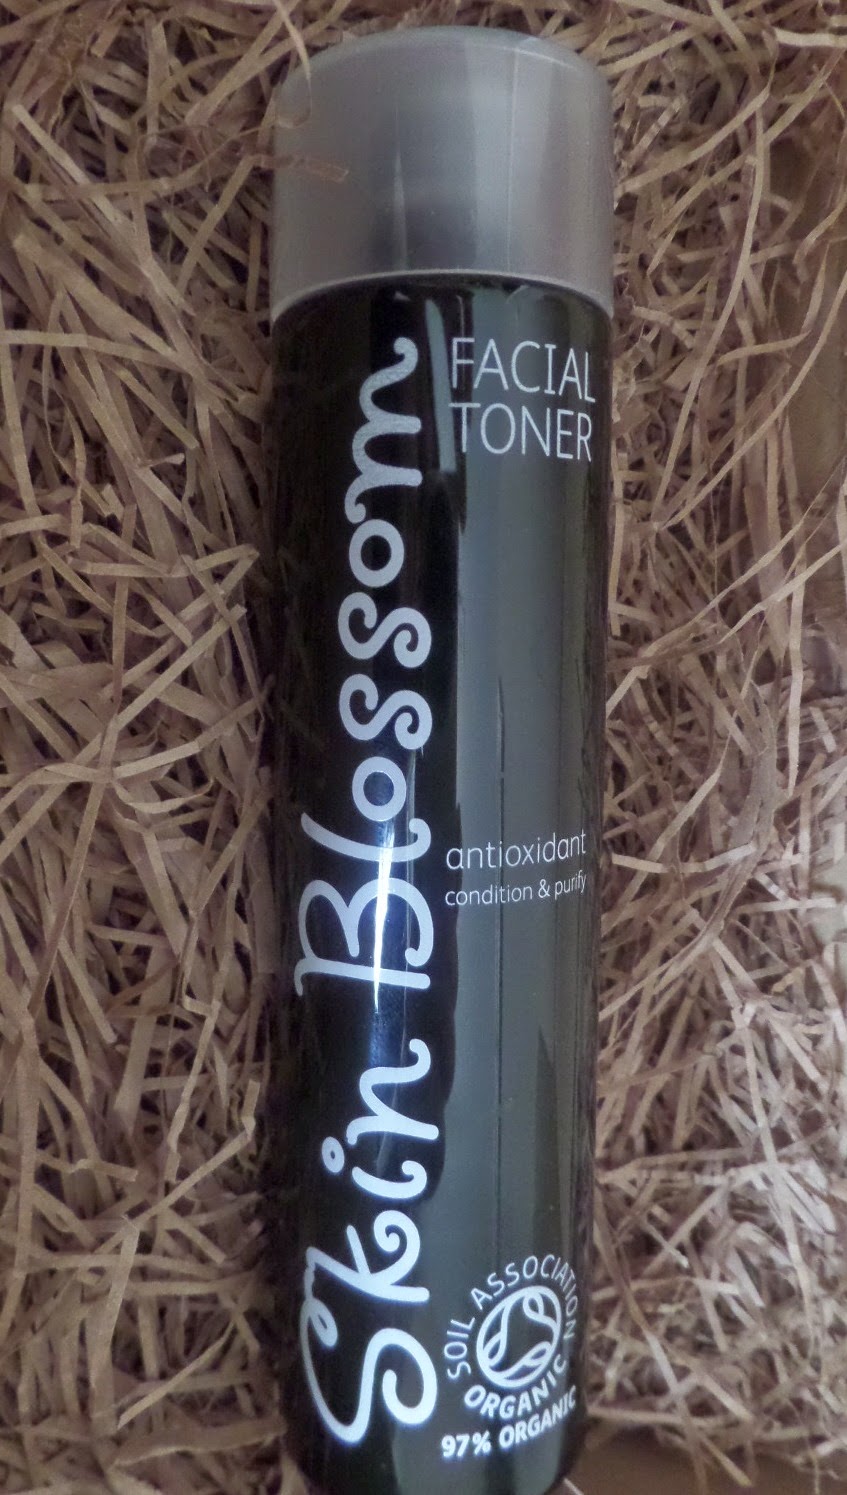 Skin Blossom
FACIAL
TONER
antioxidant
condition & purify
SOIL ASSOCIATION
ORGANIC
97% ORGANIC